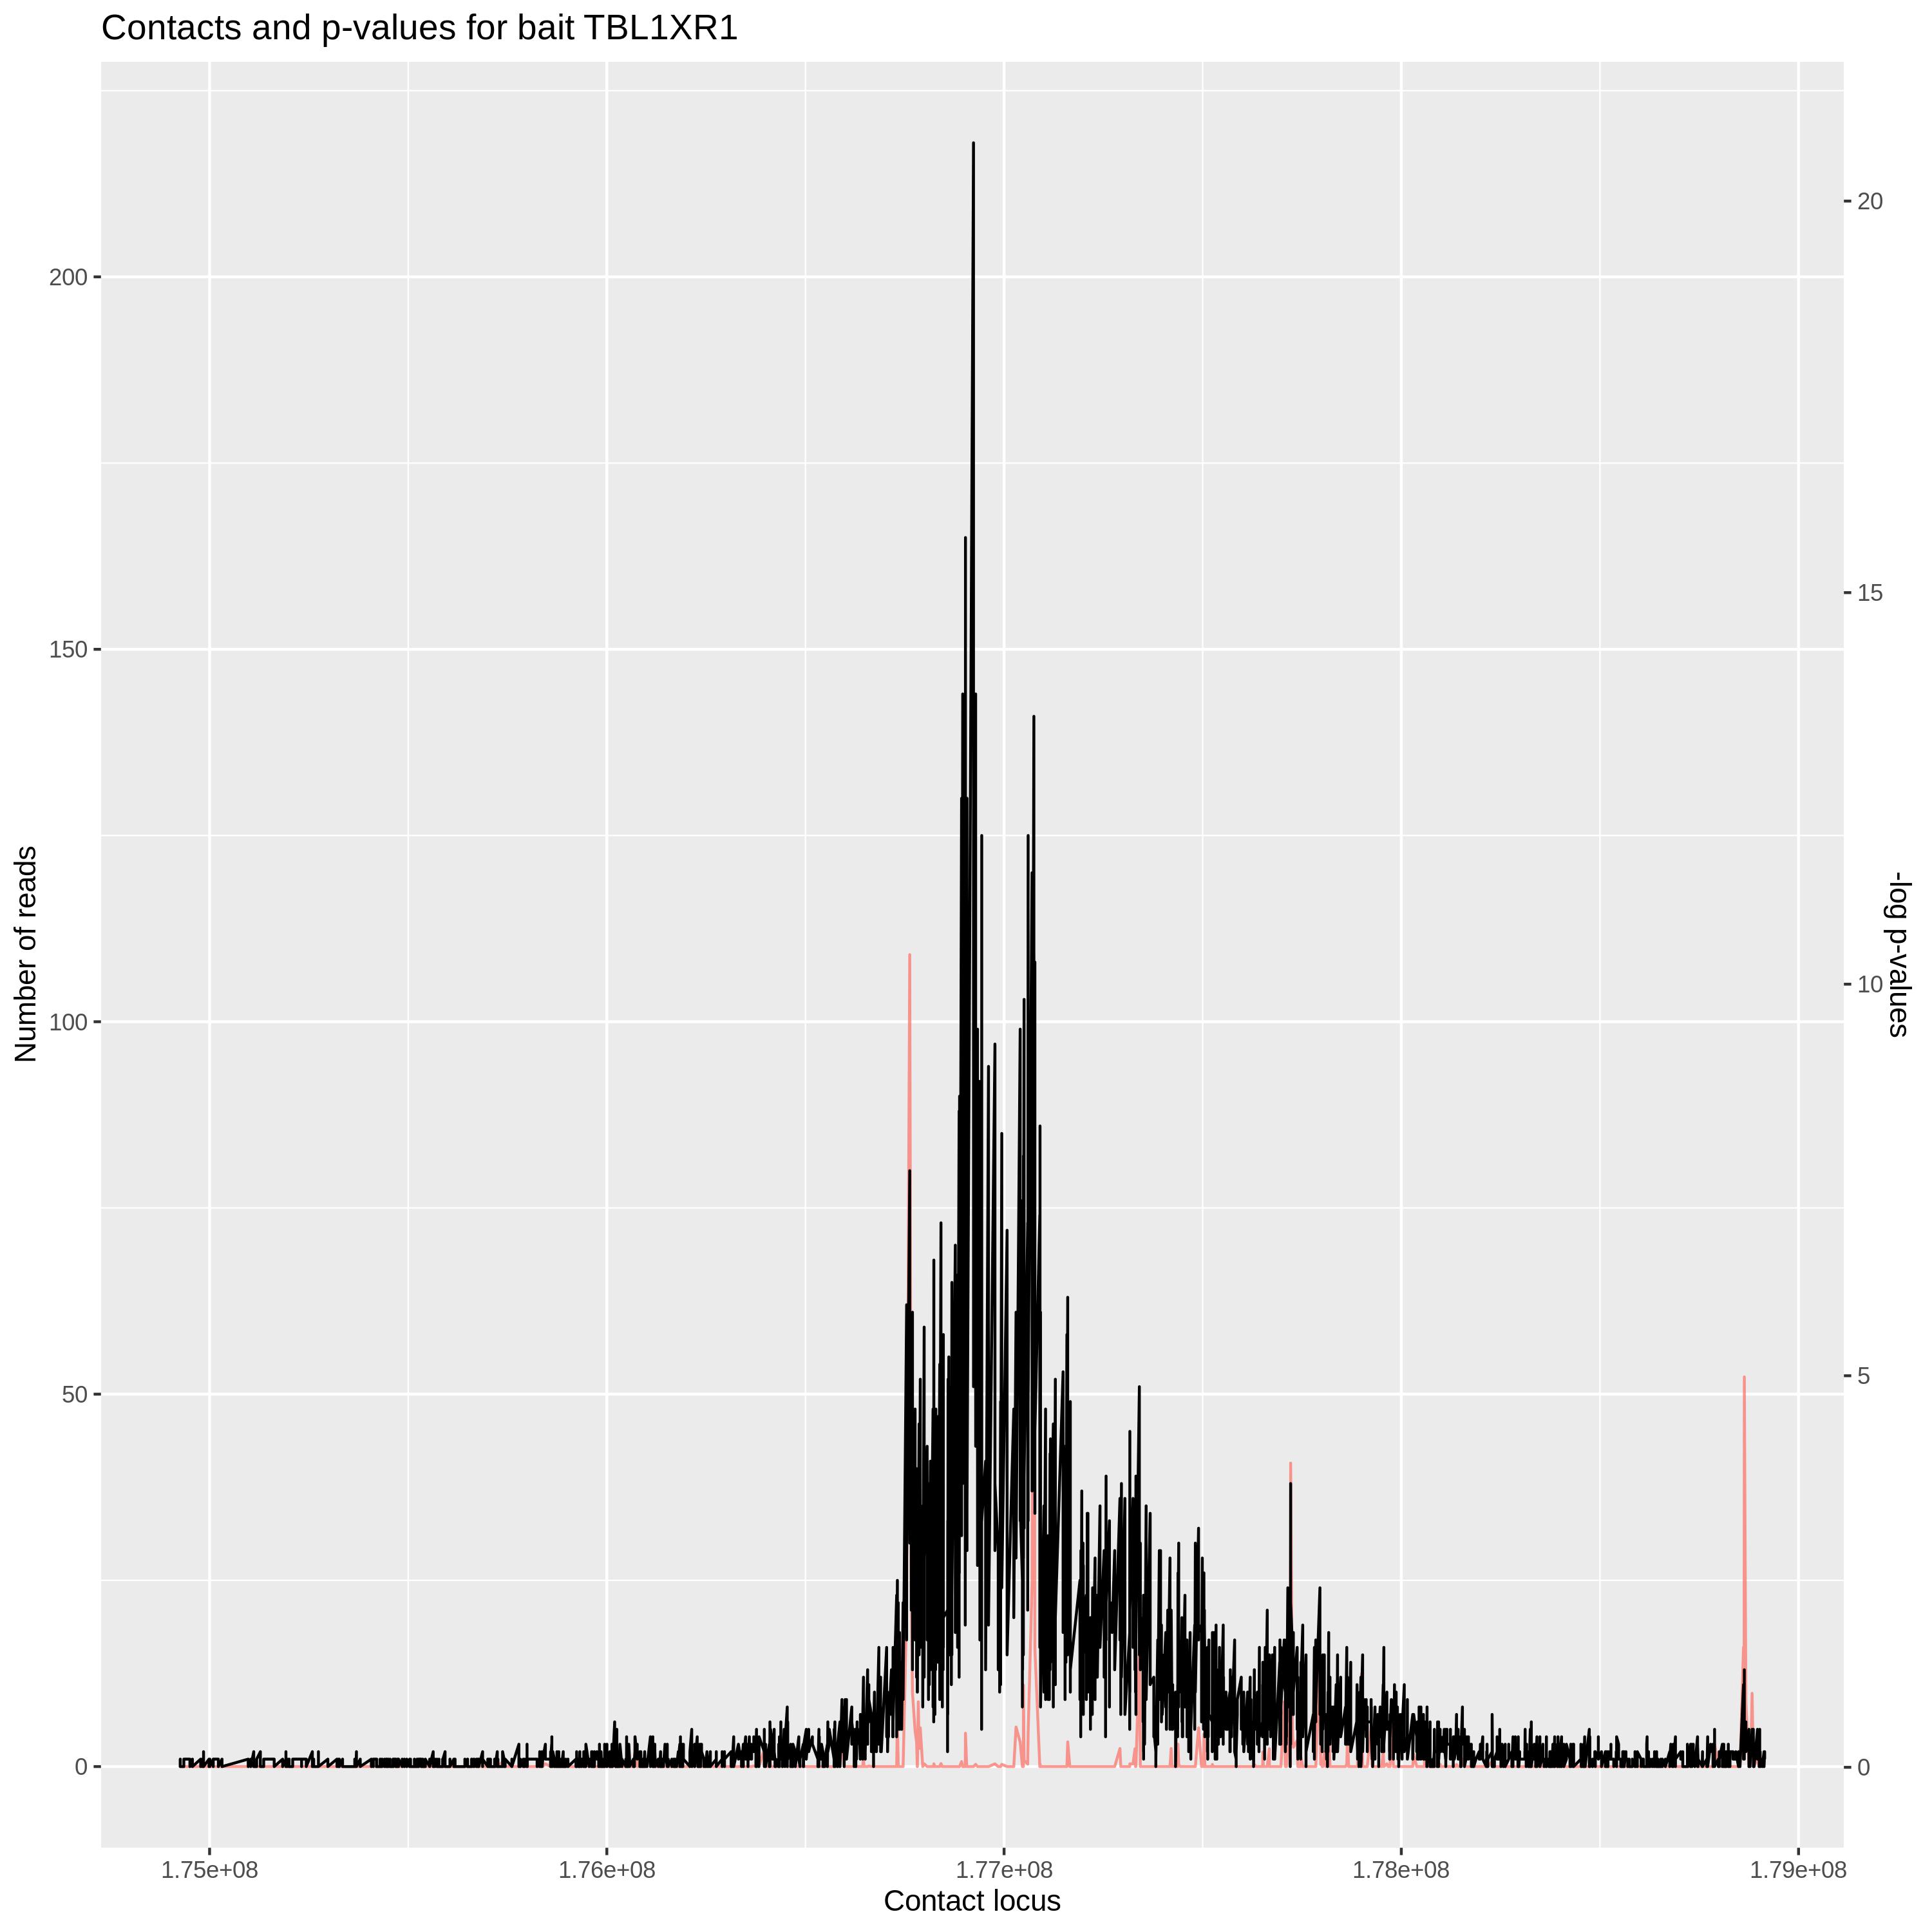 Contacts and p-values for bait TBL1XR1
200
150
100
50
0
Number of reads
20
15
10
5
0
-log p-values
1.75e+08
1.76e+08
1.77e+08
1.78e+08
1.79e+08
Contact locus